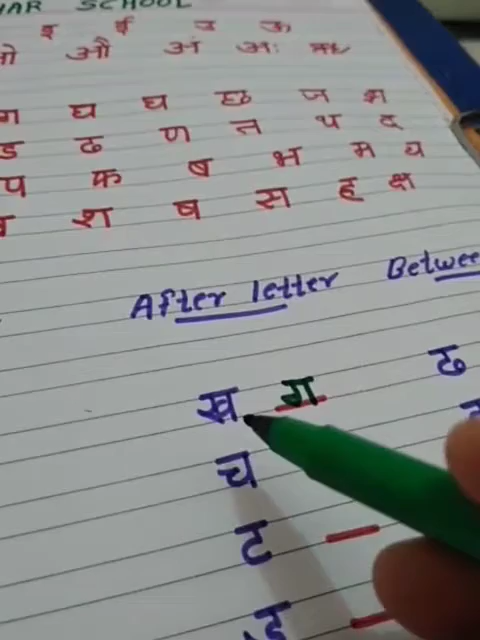 SCHOOL
इ ई उ ऊ
ओ औ अं अः
ग घ च छ ज झ
ड ढ ण त थ द
प फ ब भ म य
श ष स ह क्ष
After letter Between
ढ
ख ग
च
ट